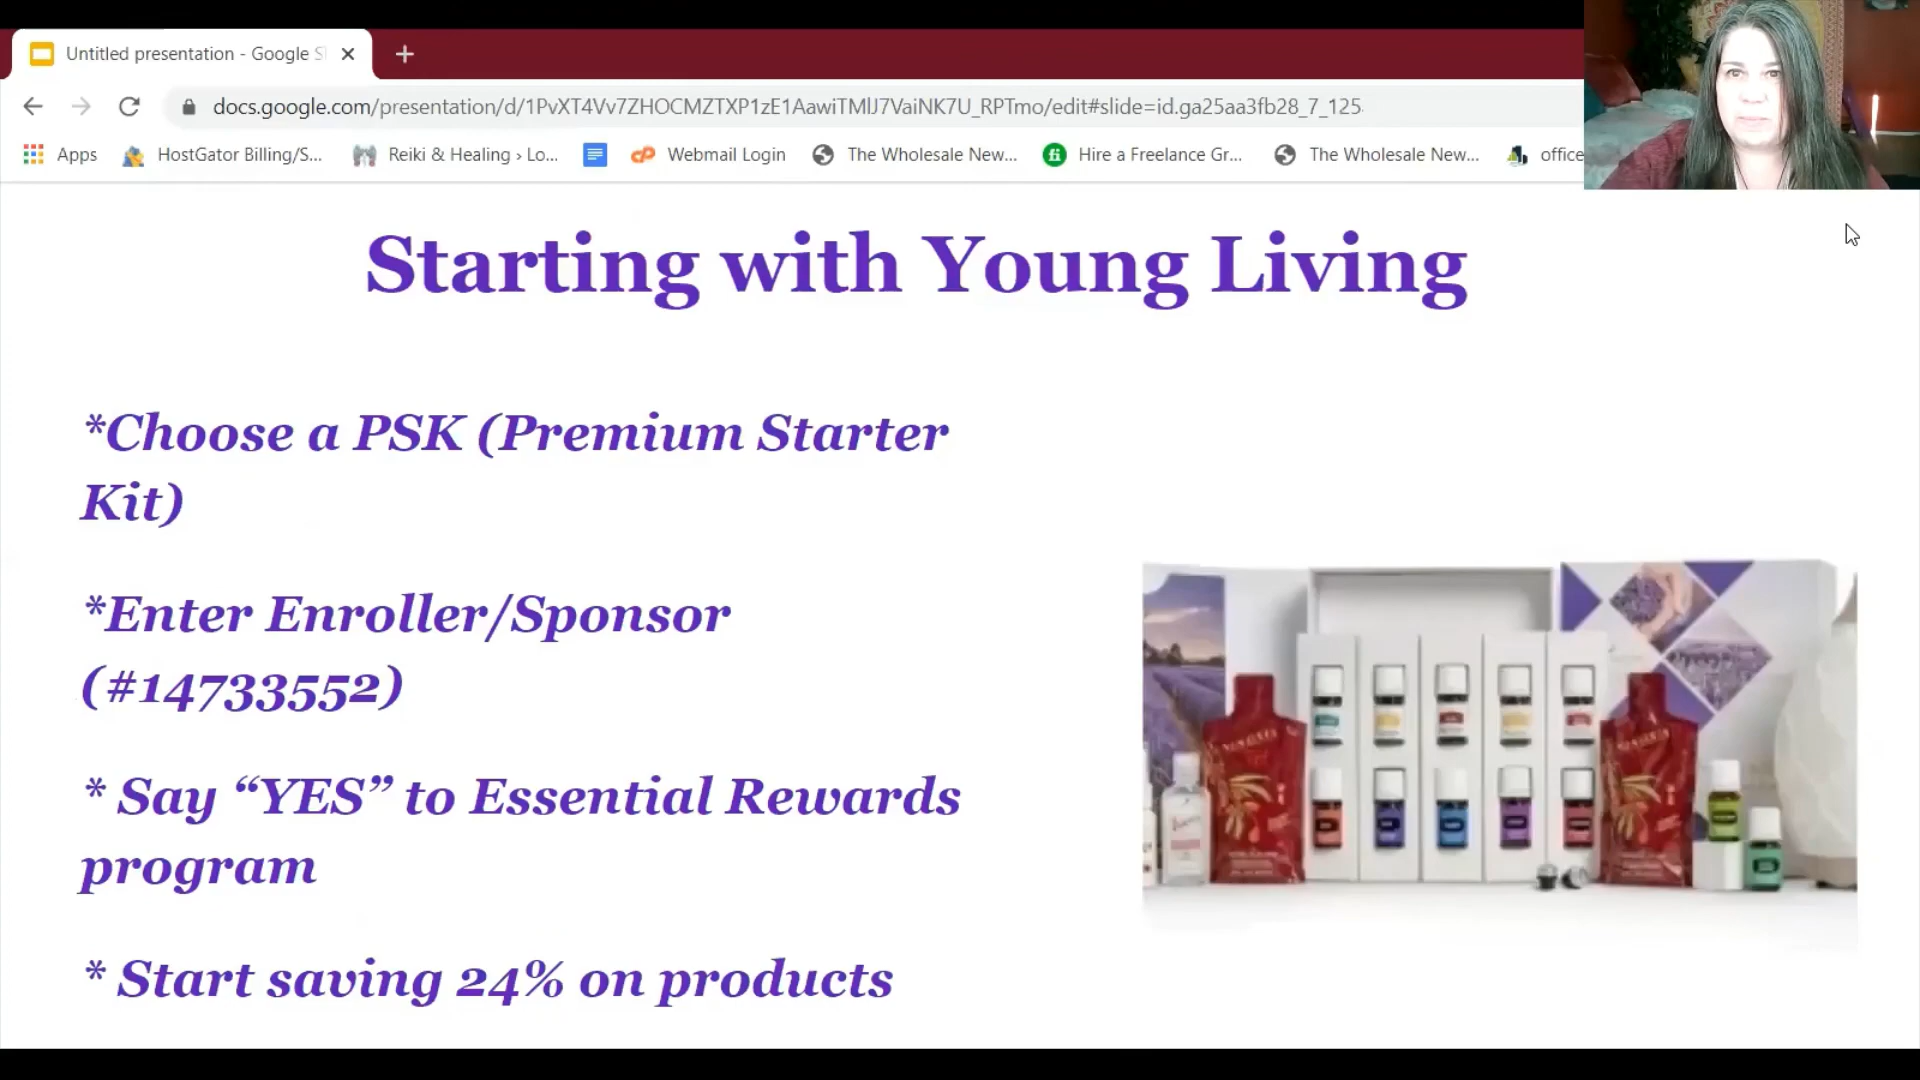 Untitled presentation - Google S
docs.google.com/presentation/d/1PvXT4Vv7ZHOCMZTXP1zE1AawiTMlJ7VaiNK7U_RPTmo/edit#slide=id.ga25aa3fb28_7_125
Apps HostGator Billing/S... Reiki & Healing › Lo... Webmail Login The Wholesale New... Hire a Freelance Gr... The Wholesale New... office
Starting with Young Living
*Choose a PSK (Premium Starter
Kit)
*Enter Enroller/Sponsor
(#14733552)
* Say “YES” to Essential Rewards
program
* Start saving 24% on products